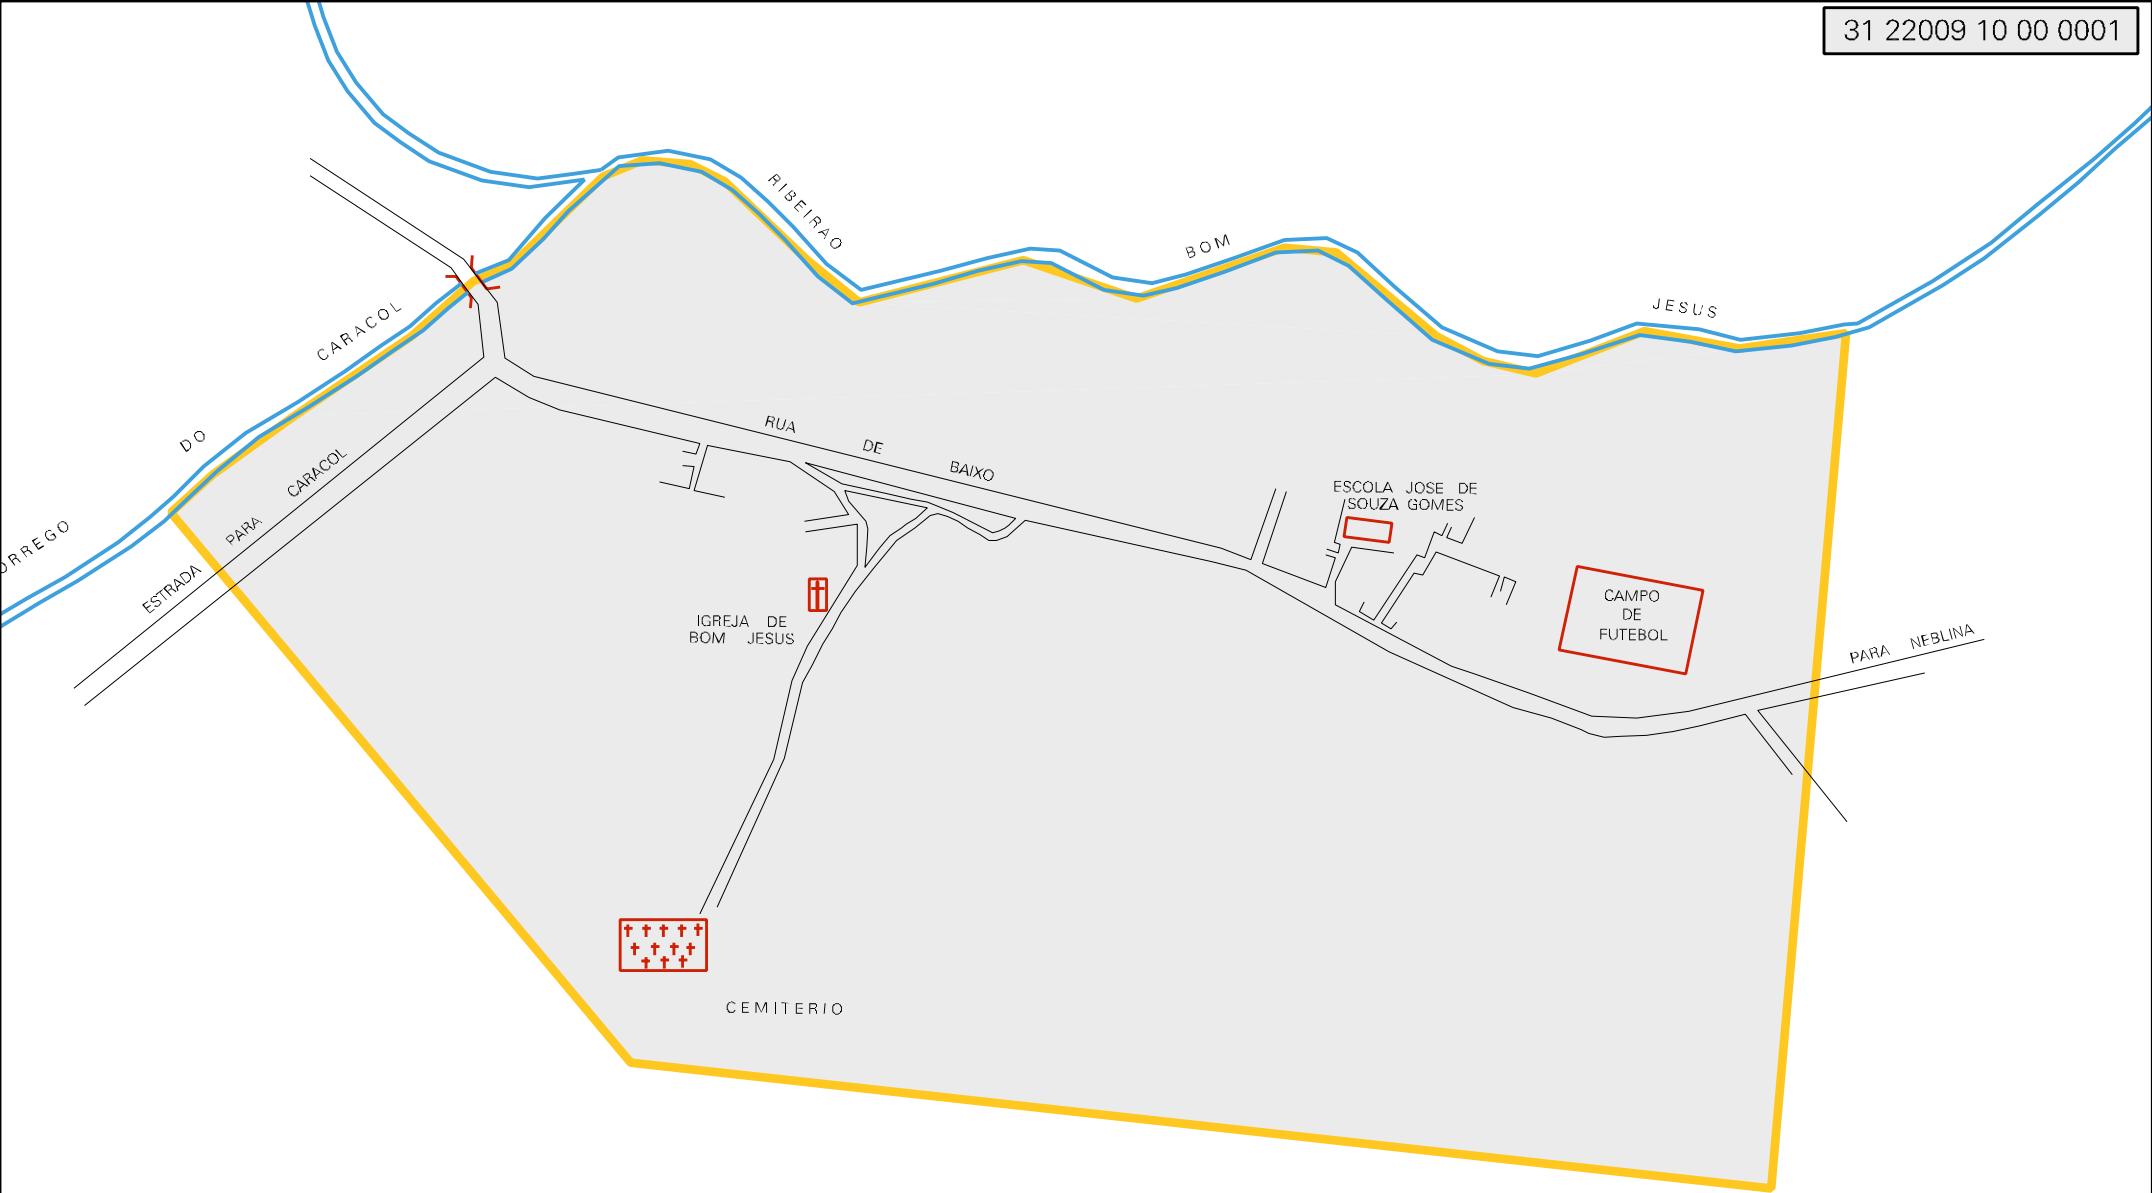 31 22009 10 00 0001
RIBEIRAO
BOM
JESUS
CARACOL
DO
ORREGO
ESTRADA PARA CARACOL
RUA DE BAIXO
ESCOLA JOSE DE
SOUZA GOMES
CAMPO
DE
FUTEBOL
IGREJA DE
BOM JESUS
PARA NEBLINA
CEMITERIO